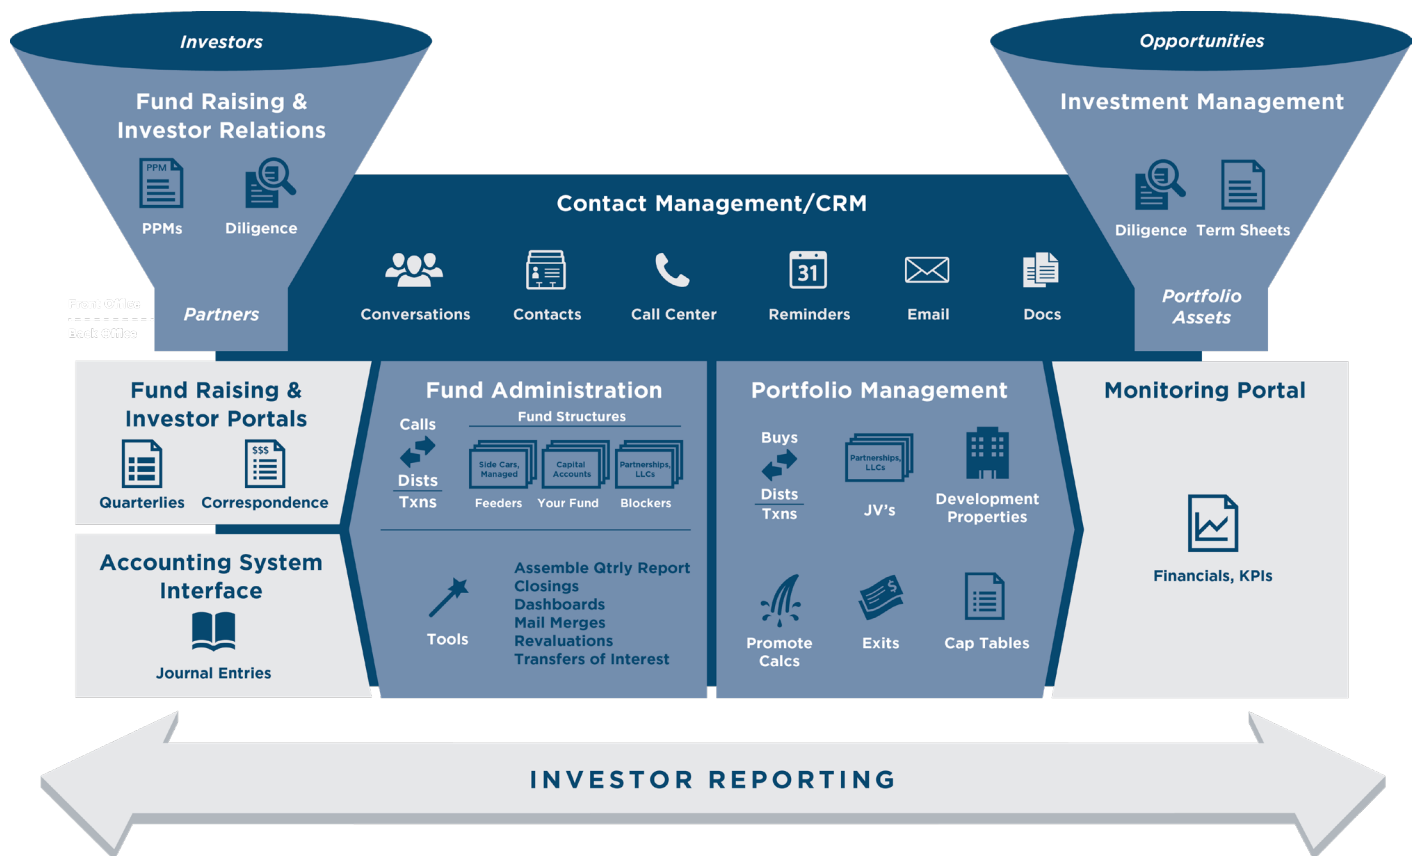 Investors
Fund Raising &
Investor Relations
PPM
PPMs
Diligence
Partners
Opportunities
Investment Management
Diligence
Term Sheets
Portfolio
Assets
Contact Management/CRM
31
Conversations
Contacts
Call Center
Reminders
Email
Docs
Front Office
Back Office
Fund Raising &
Investor Portals
$$$
Quarterlies
Correspondence
Accounting System
Interface
Journal Entries
Fund Administration
Fund Structures
Calls
Dists
Txns
Side Cars,
Managed
Feeders
Capital
Accounts
Your Fund
Partnerships,
LLCs
Blockers
Tools
Assemble Qtrly Report
Closings
Dashboards
Mail Merges
Revaluations
Transfers of Interest
Portfolio Management
Buys
Dists
Txns
Partnerships,
LLCs
JV's
Development
Properties
Promote
Calcs
$
Exits
Cap Tables
Monitoring Portal
Financials, KPIs
INVESTOR REPORTING